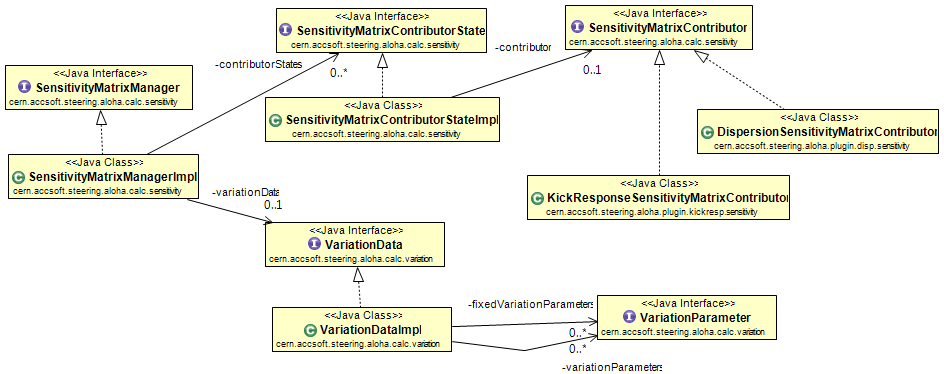 <<Java Interface>>
SensitivityMatrixContributorState
cern.accsoft.steering.aloha.calc.sensitivity
<<Java Interface>>
SensitivityMatrixContributor
cern.accsoft.steering.aloha.calc.sensitivity
-contributorStates
0..*
-contributor
0..1
<<Java Interface>>
SensitivityMatrixManager
cern.accsoft.steering.aloha.calc.sensitivity
<<Java Class>>
SensitivityMatrixContributorStateImpl
cern.accsoft.steering.aloha.calc.sensitivity
<<Java Class>>
DispersionSensitivityMatrixContributor
cern.accsoft.steering.aloha.plugin.disp.sensitivity
<<Java Class>>
SensitivityMatrixManagerImpl
cern.accsoft.steering.aloha.calc.sensitivity
<<Java Class>>
KickResponseSensitivityMatrixContributor
cern.accsoft.steering.aloha.plugin.kickresp.sensitivity
-variationData
0..1
<<Java Interface>>
VariationData
cern.accsoft.steering.aloha.calc.variation
<<Java Class>>
VariationDataImpl
cern.accsoft.steering.aloha.calc.variation
-fixedVariationParameters
0..*
<<Java Interface>>
VariationParameter
cern.accsoft.steering.aloha.calc.variation
0..*
-variationParameters